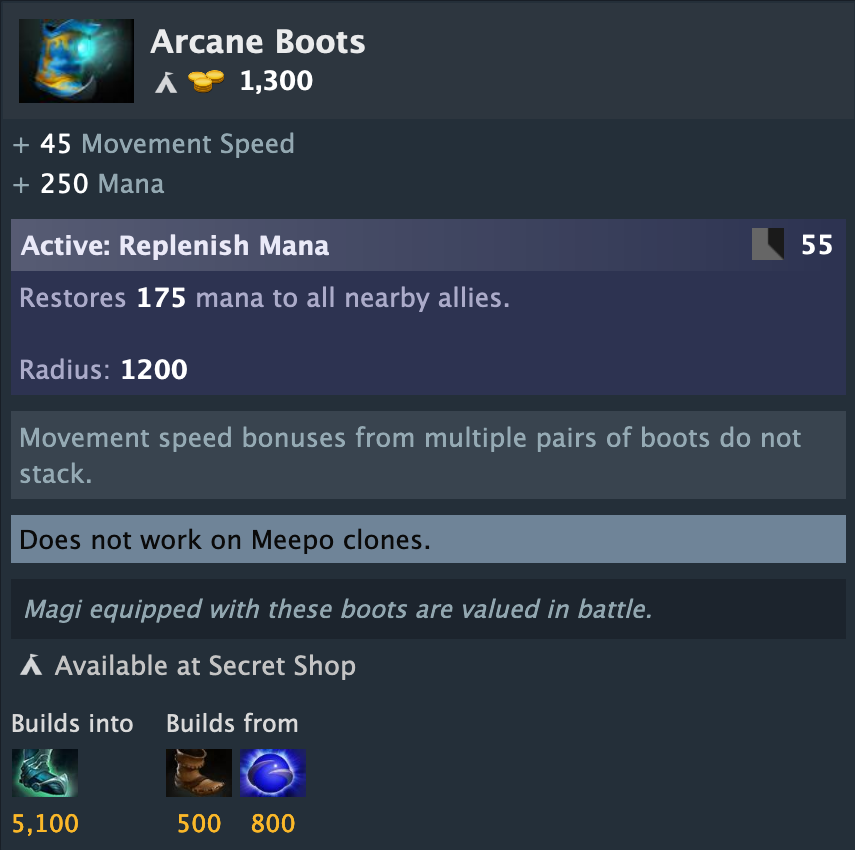 Arcane Boots
1,300
+ 45 Movement Speed
+ 250 Mana
Active: Replenish Mana 55
Restores 175 mana to all nearby allies.
Radius: 1200
Movement speed bonuses from multiple pairs of boots do not
stack.
Does not work on Meepo clones.
Magi equipped with these boots are valued in battle.
Available at Secret Shop
Builds into Builds from
5,100 500 800